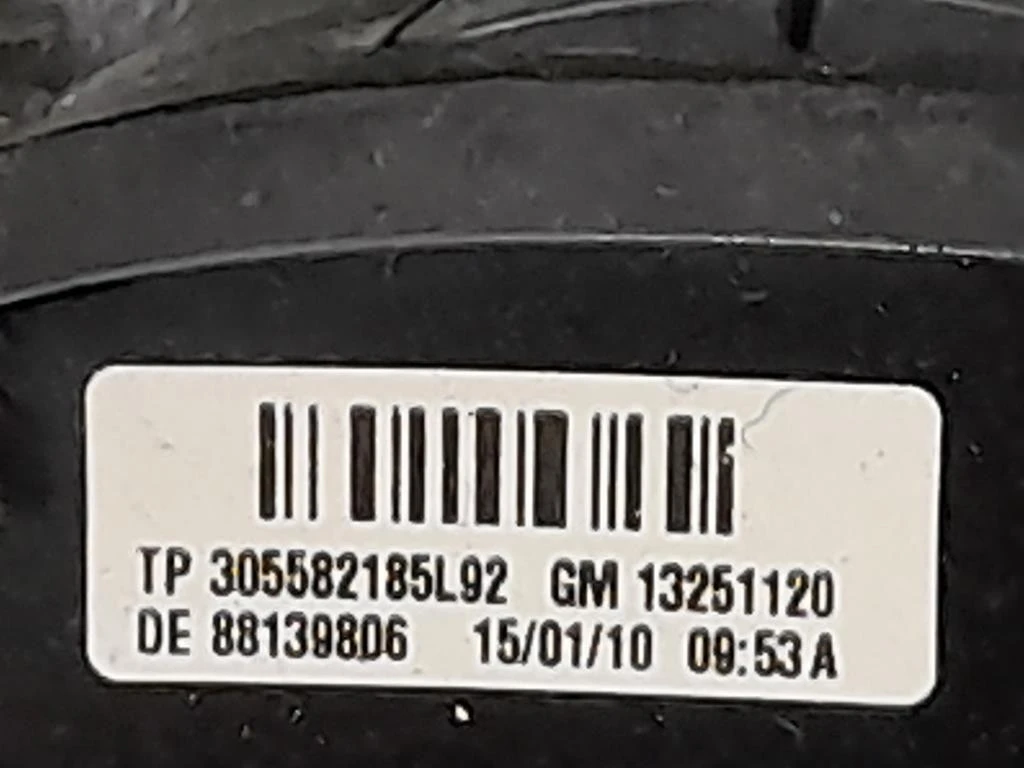 TP 305582185L92 GM 13251120
DE 88139806 15/01/10 09:53 A